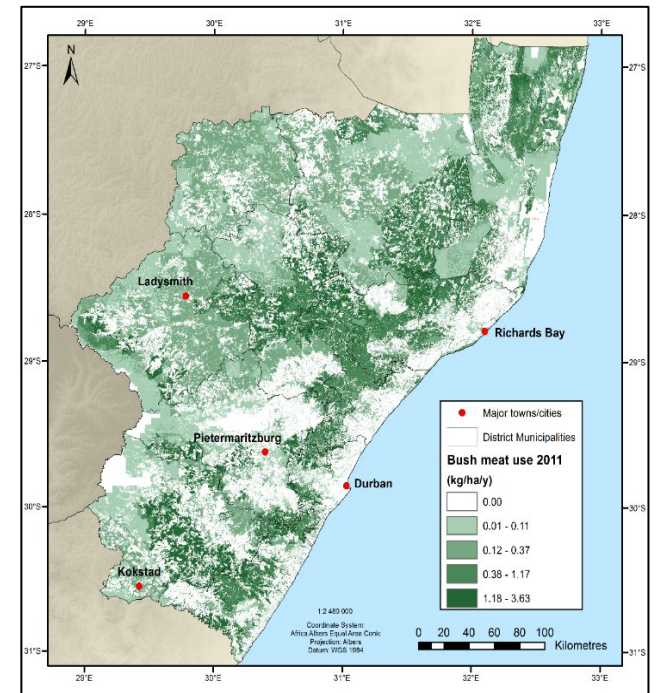 29°E 30°E 31°E 32°E 33°E
N
27°S 27°S
28°S 28°S
Ladysmith
Richards Bay
29°S 29°S
Major towns/cities
District Municipalities
Pietermaritzburg
Bush meat use 2011
(kg/ha/y)
Durban
0.00
30°S 30°S
0.01 - 0.11
0.12 - 0.37
0.38 - 1.17
Kokstad
1.18 - 3.63
1:2 480 000
Coordinate System:
Africa Albers Equal Area Conic
Projection: Albers
Datum: WGS 1984
0 20 40 60 80 100
Kilometres
31°S 31°S
29°E 30°E 31°E 32°E 33°E